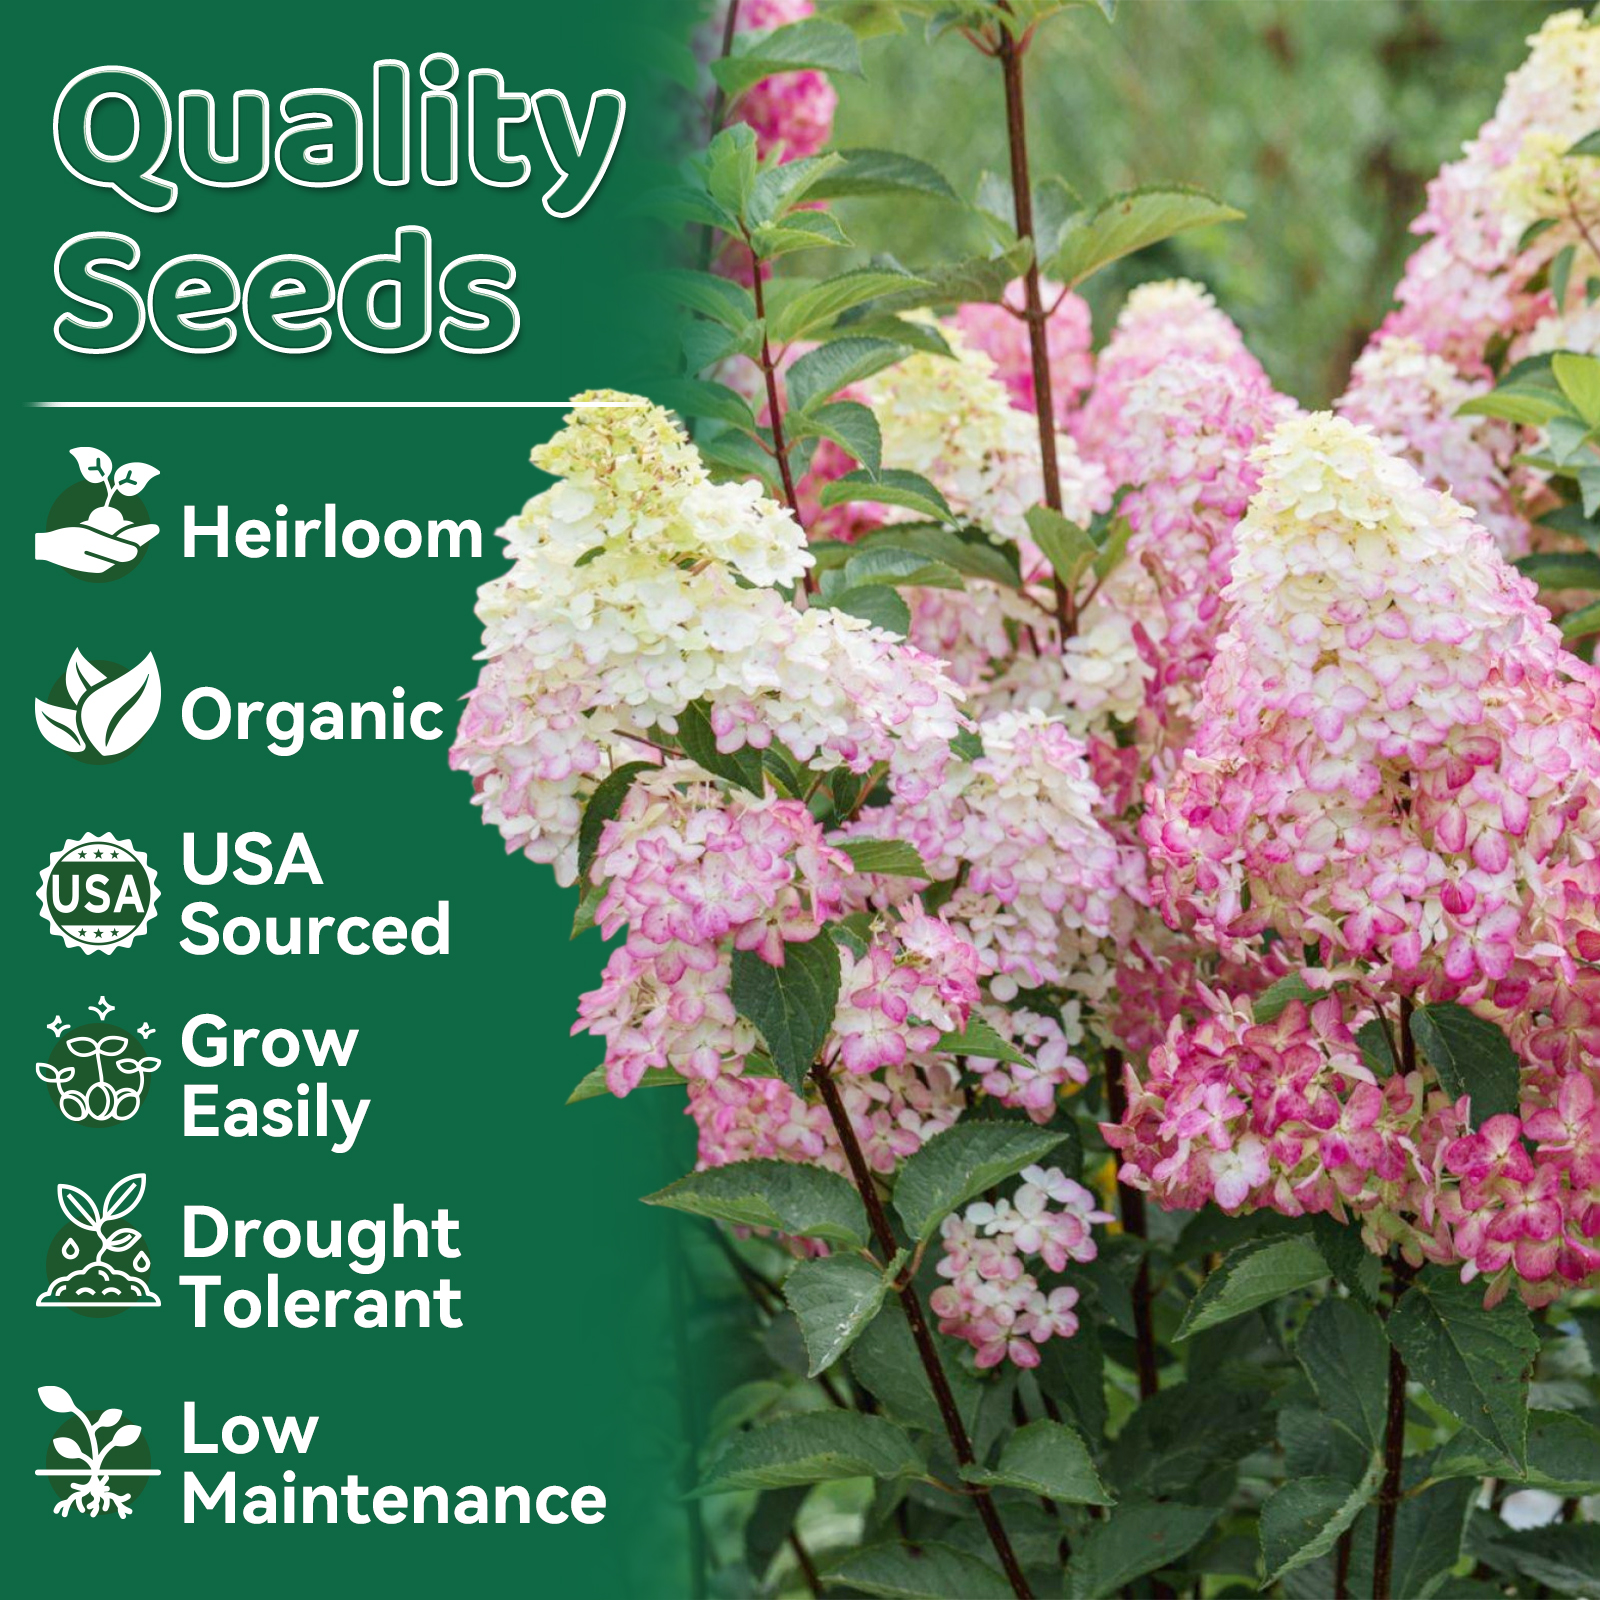 Quality
Seeds
Heirloom
Organic
USA
USA
Sourced
Grow
Easily
Drought
Tolerant
Low
Maintenance